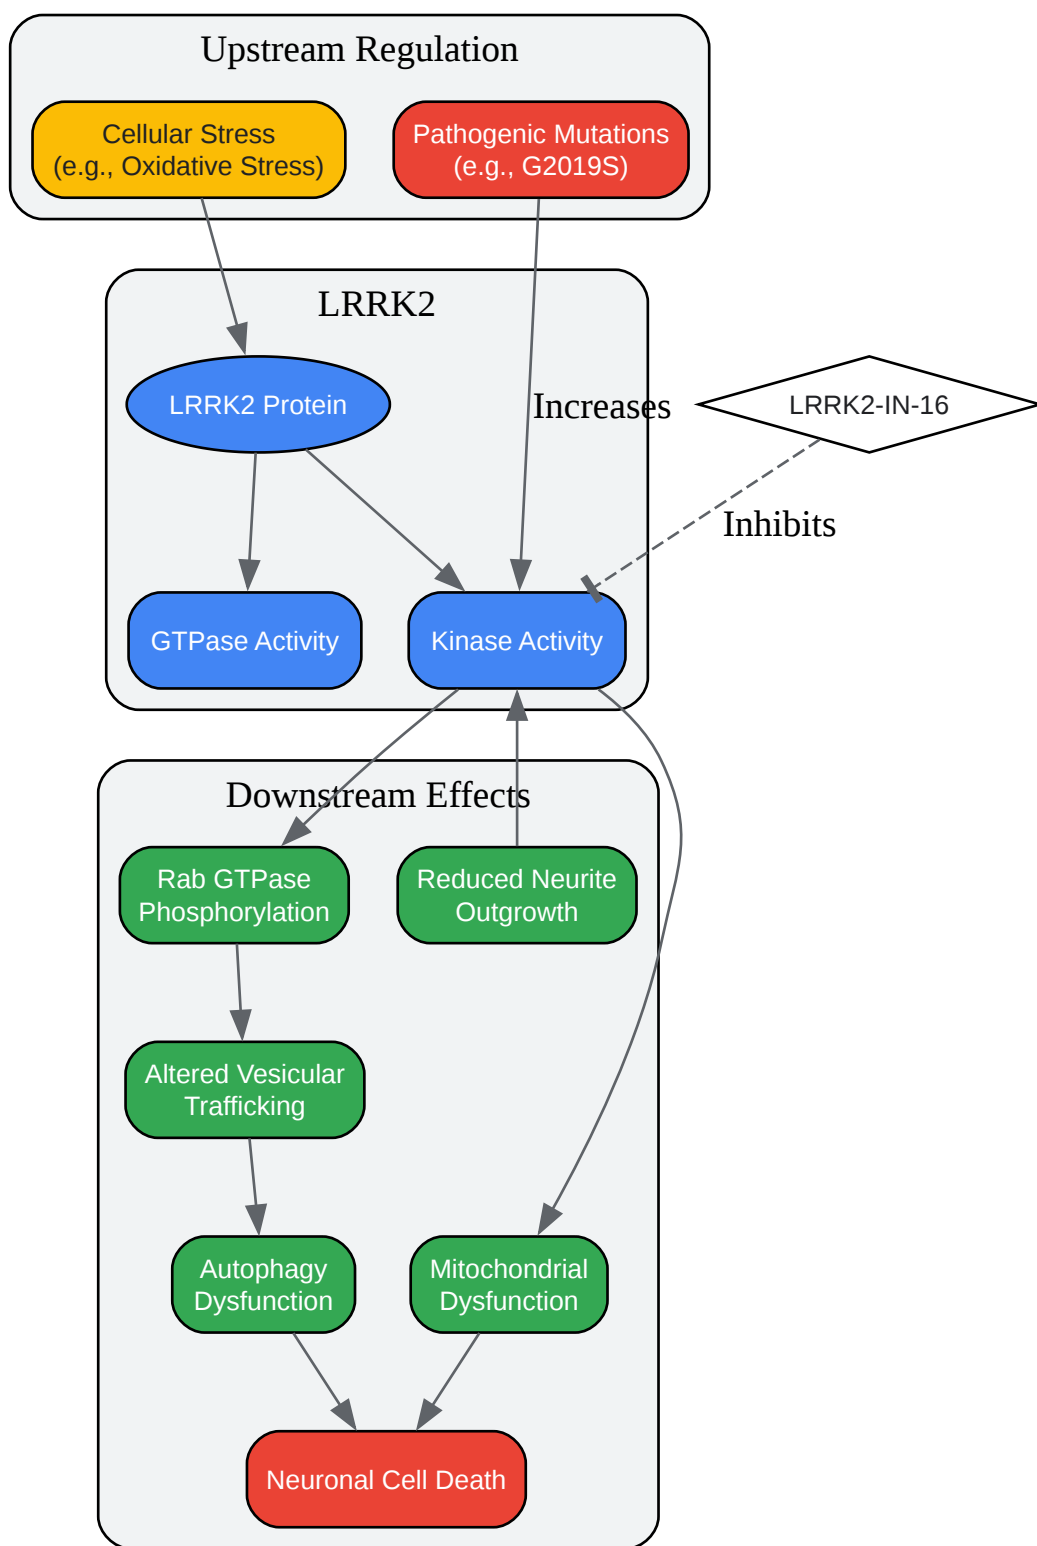 Upstream Regulation
Cellular Stress
(e.g., Oxidative Stress)
Pathogenic Mutations
(e.g., G2019S)
LRRK2
LRRK2 Protein
Increases
LRRK2-IN-16
Inhibits
GTPase Activity
Kinase Activity
Downstream Effects
Rab GTPase
Phosphorylation
Reduced Neurite
Outgrowth
Altered Vesicular
Trafficking
Autophagy
Dysfunction
Mitochondrial
Dysfunction
Neuronal Cell Death